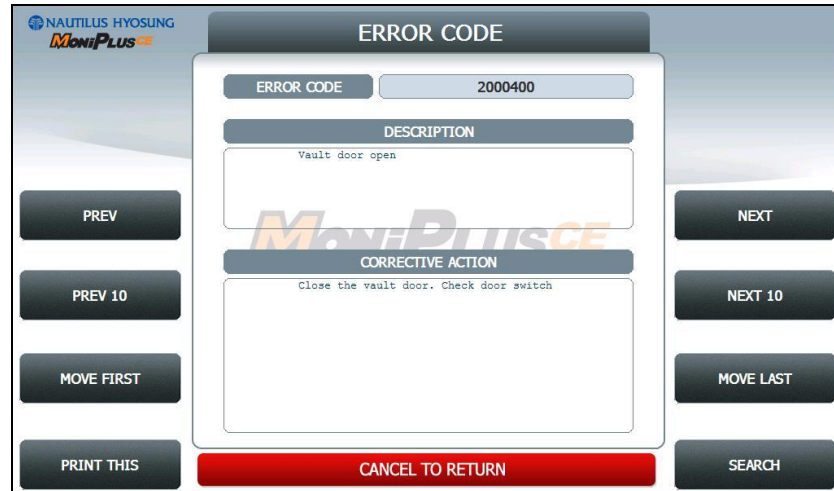 NAUTILUS HYOSUNG
MoniPlusCE
ERROR CODE
ERROR CODE
2000400
DESCRIPTION
Vault door open
MoniPlusCE
CORRECTIVE ACTION
Close the vault door. Check door switch
PREV
PREV 10
MOVE FIRST
PRINT THIS
NEXT
NEXT 10
MOVE LAST
SEARCH
CANCEL TO RETURN